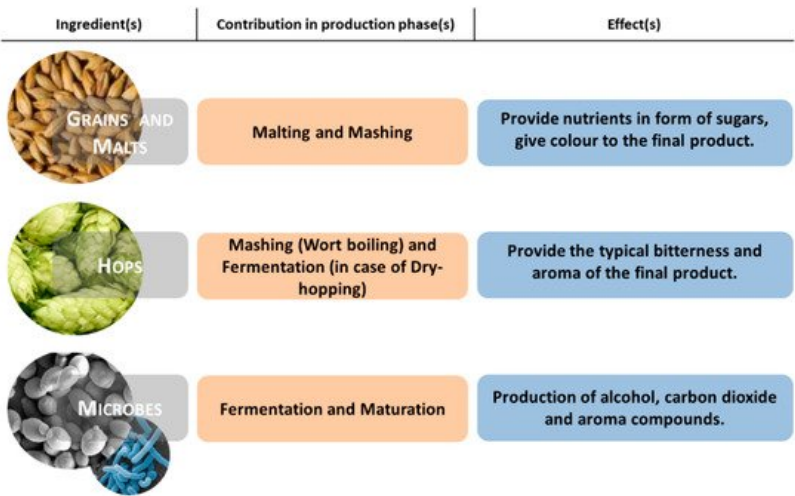 Ingredient(s)
Contribution in production phase(s)
Effect(s)
GRAINS AND
MALTS
Malting and Mashing
Provide nutrients in form of sugars,
give colour to the final product.
HOPS
Mashing (Wort boiling) and
Fermentation (in case of Dry-
hopping)
Provide the typical bitterness and
aroma of the final product.
MICROBES
Fermentation and Maturation
Production of alcohol, carbon dioxide
and aroma compounds.